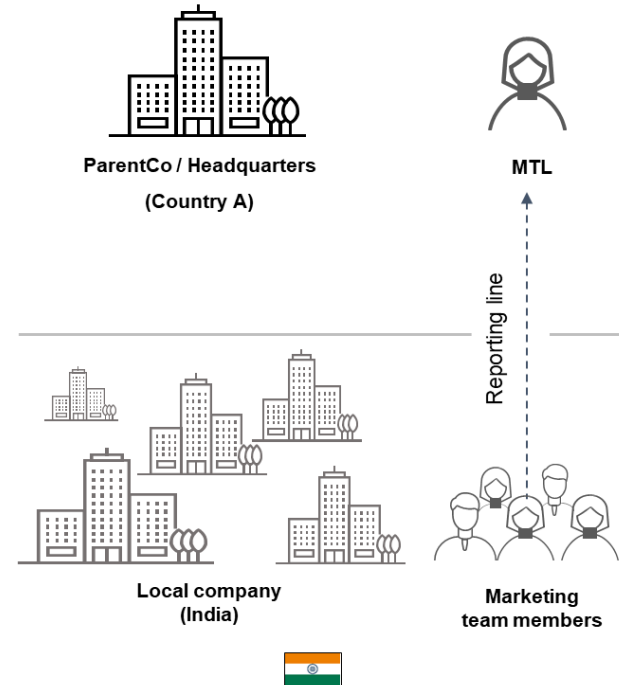 ParentCo / Headquarters
(Country A)
MTL
Reporting line
Local company
(India)
Marketing
team members